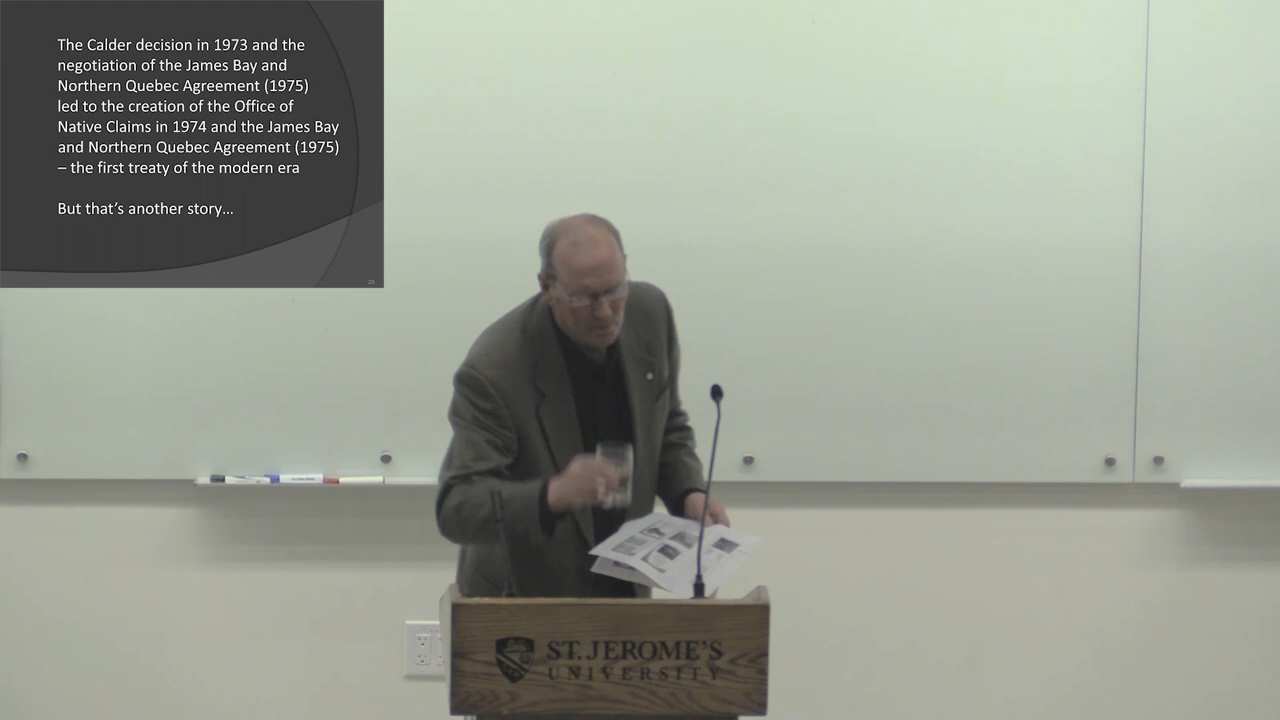 The Calder decision in 1973 and the
negotiation of the James Bay and
Northern Quebec Agreement (1975)
led to the creation of the Office of
Native Claims in 1974 and the James Bay
and Northern Quebec Agreement (1975)
– the first treaty of the modern era
But that's another story...
23
ST. JEROME'S
UNIVERSITY